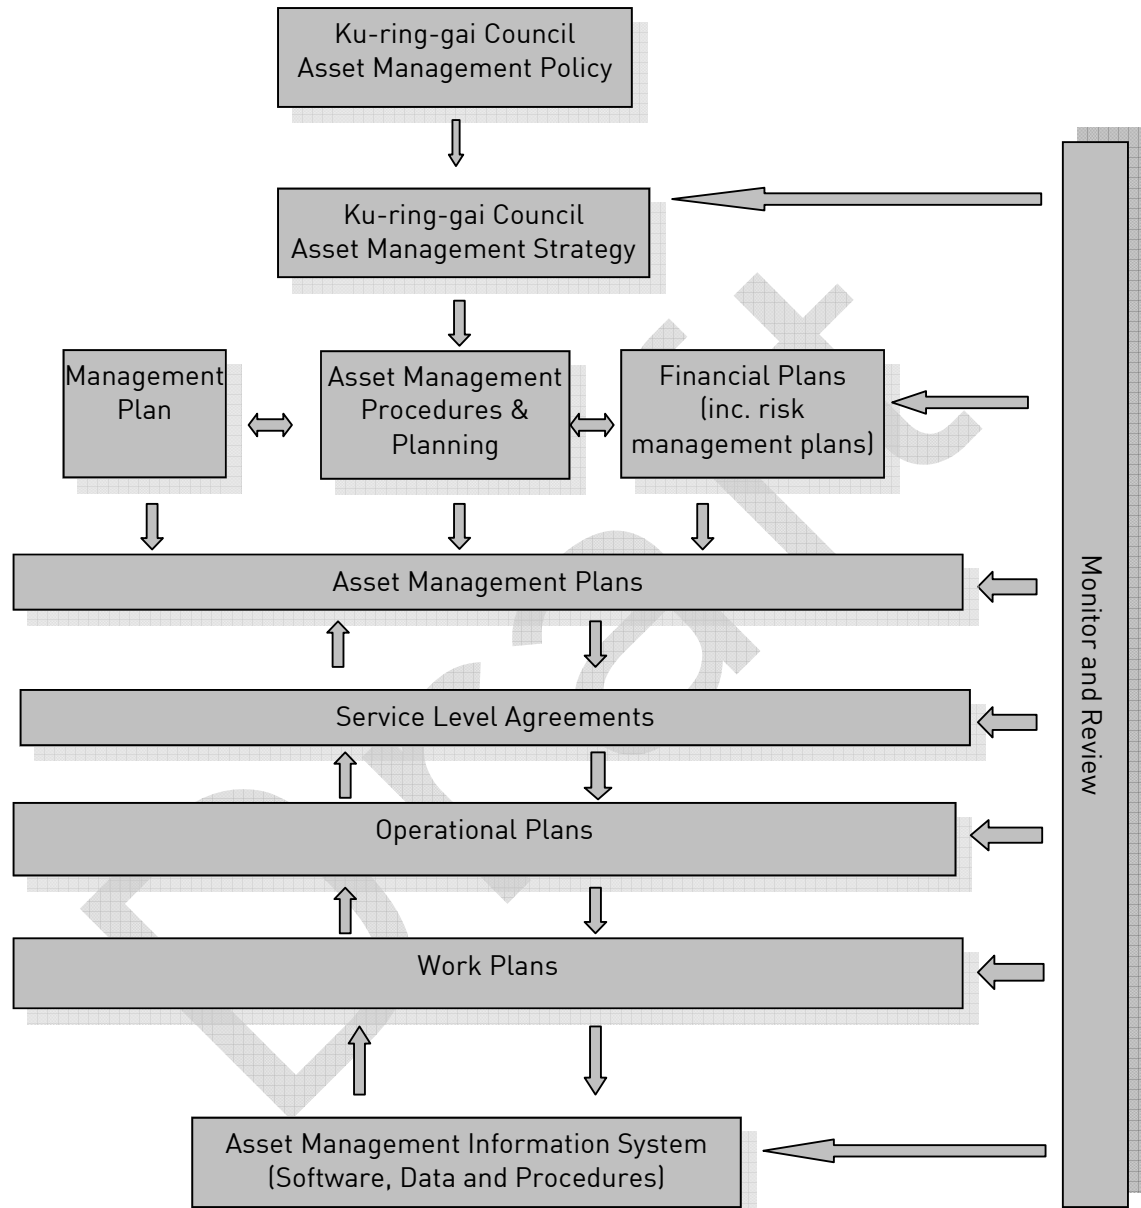 Ku-ring-gai Council
Asset Management Policy
Ku-ring-gai Council
Asset Management Strategy
Management
Plan
Asset Management
Procedures &
Planning
Financial Plans
(inc. risk
management plans)
Asset Management Plans
Service Level Agreements
Operational Plans
Work Plans
Asset Management Information System
(Software, Data and Procedures)
Monitor and Review
Draft